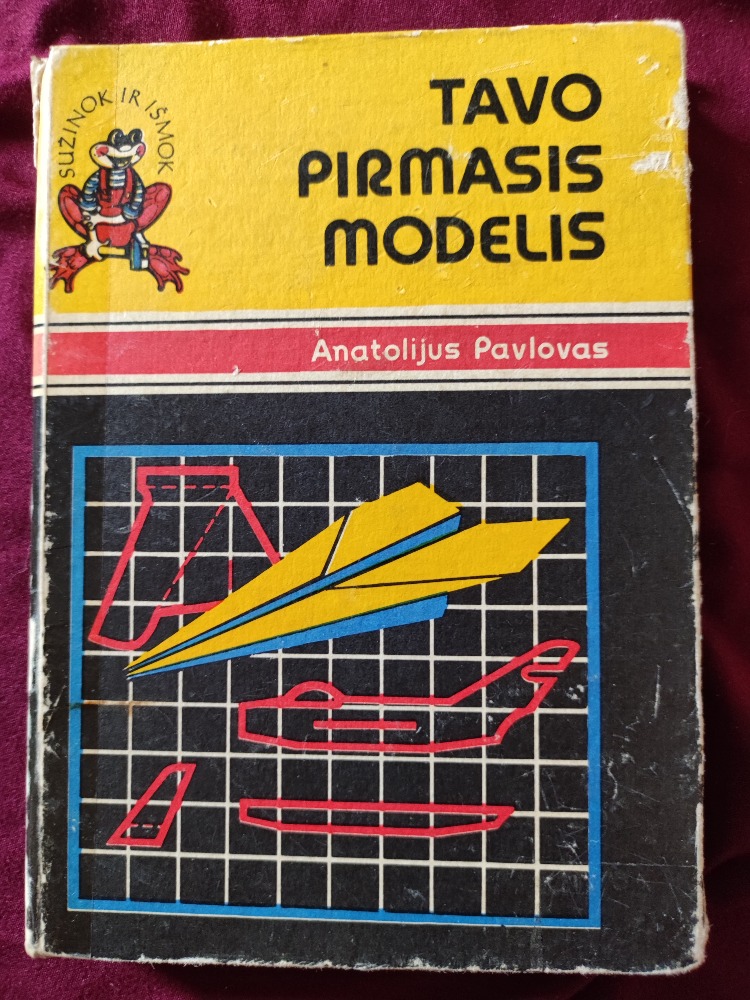 SUŽINOK IR IŠMOK
TAVO
PIRMASIS
MODELIS
Anatolijus Pavlovas